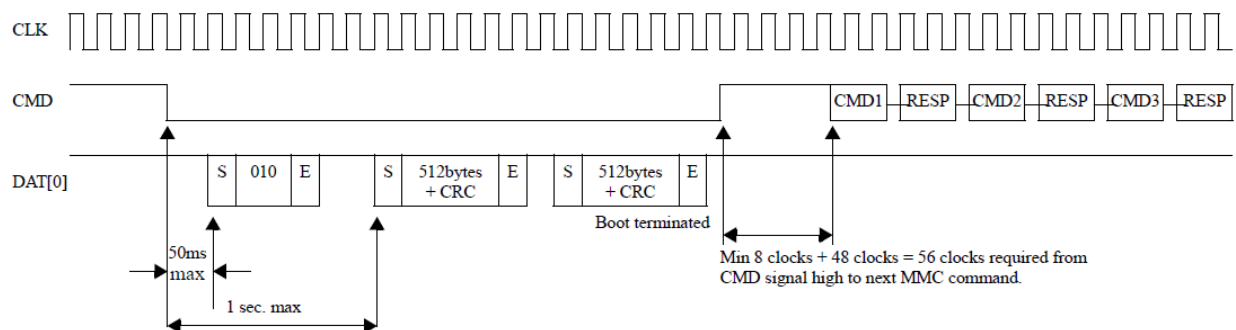 CLK
CMD
CMD1 RESP CMD2 RESP CMD3 RESP
DAT[0]
S 010 E S 512bytes + CRC E S 512bytes + CRC E
Boot terminated
50ms
max
Min 8 clocks + 48 clocks = 56 clocks required from
CMD signal high to next MMC command.
1 sec. max